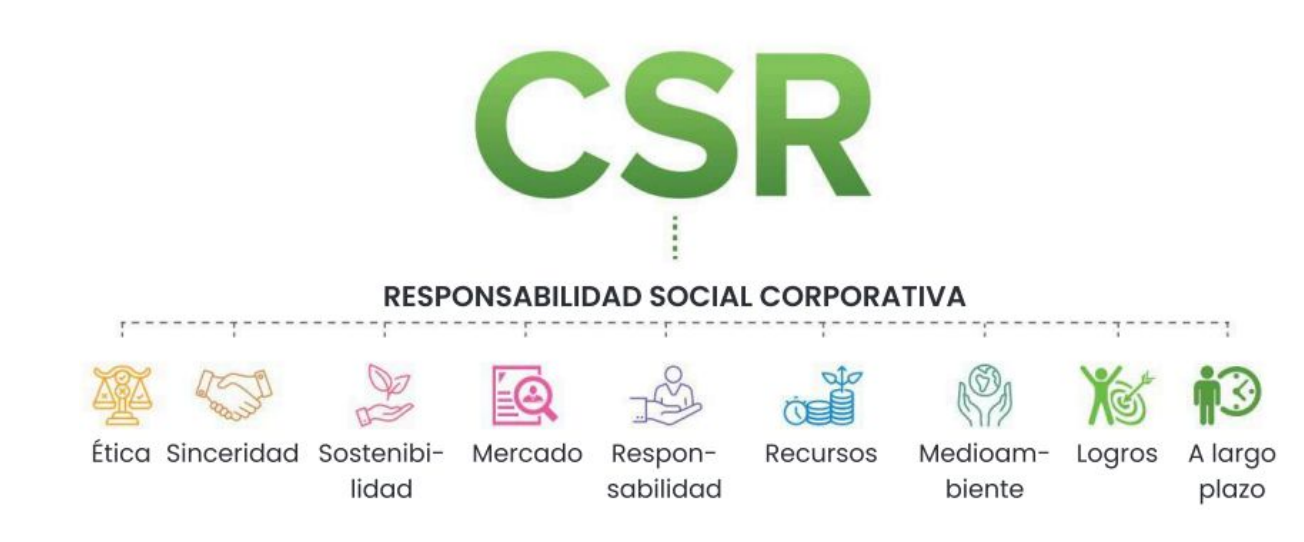 CSR
RESPONSABILIDAD SOCIAL CORPORATIVA
Ética
Sinceridad
Sostenibi-
lidad
Mercado
Respon-
sabilidad
Recursos
Medioam-
biente
Logros
A largo
plazo